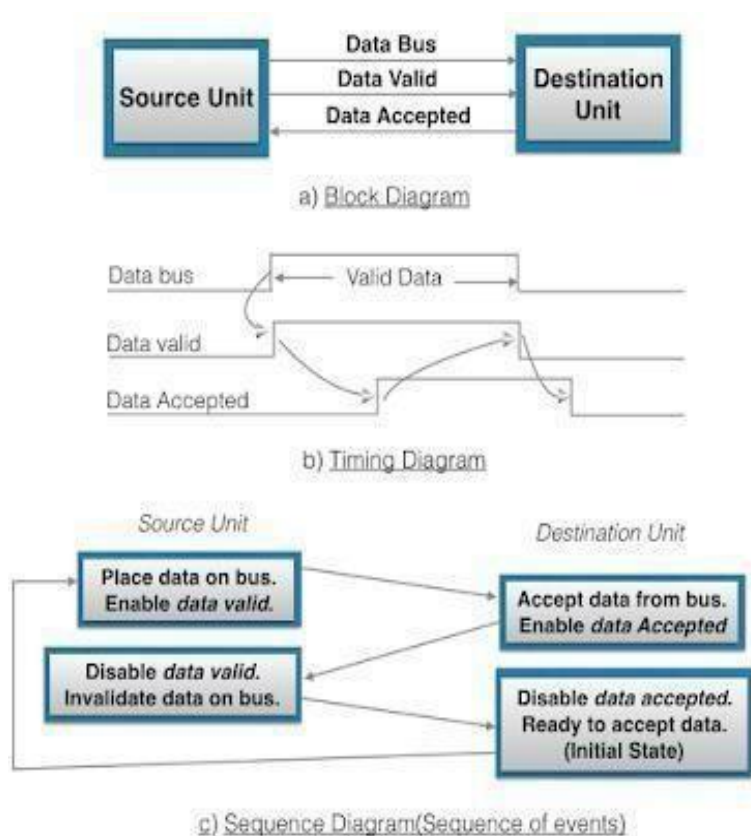 Data Bus
Source Unit
Data Valid
Data Accepted
Destination
Unit
a) Block Diagram
Data bus
Valid Data
Data valid
Data Accepted
b) Timing Diagram
Source Unit
Destination Unit
Place data on bus.
Enable data valid.
Accept data from bus.
Enable data Accepted
Disable data valid.
Invalidate data on bus.
Disable data accepted.
Ready to accept data.
(Initial State)
c) Sequence Diagram(Sequence of events)